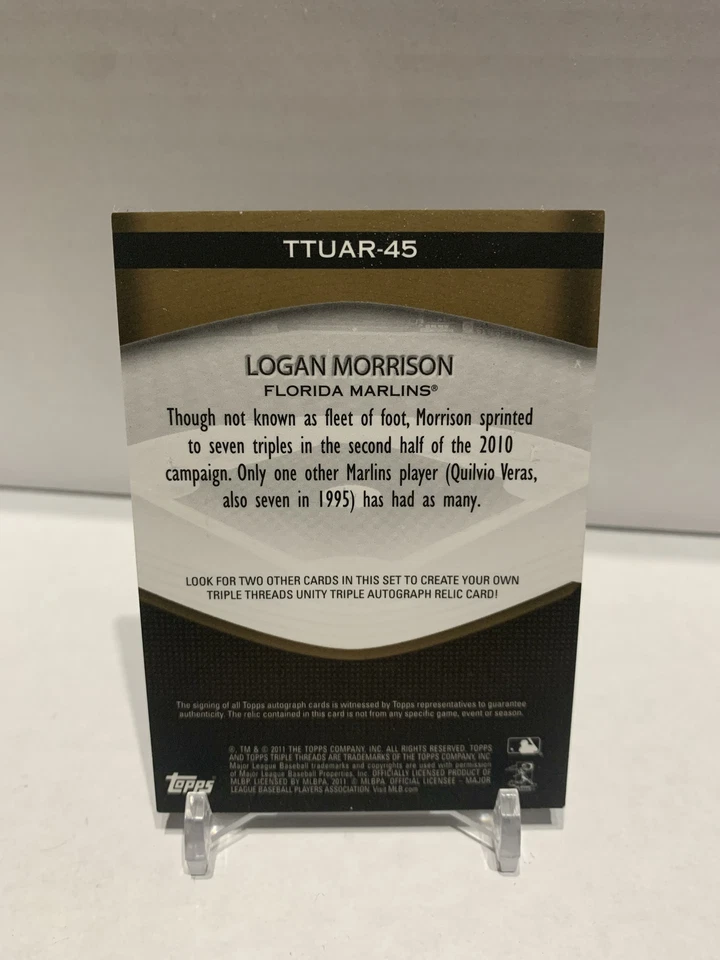 TTUAR-45
LOGAN MORRISON
FLORIDA MARLINS®
Though not known as fleet of foot, Morrison sprinted
to seven triples in the second half of the 2010
campaign. Only one other Marlins player (Quilvio Veras,
also seven in 1995) has had as many.
LOOK FOR TWO OTHER CARDS IN THIS SET TO CREATE YOUR OWN
TRIPLE THREADS UNITY TRIPLE AUTOGRAPH RELIC CARD!
The signing of all Topps autograph cards is witnessed by Topps representatives to guarantee
authenticity. The relic contained in this card is not from any specific game, event or season.
®, TM & © 2011 THE TOPPS COMPANY, INC. ALL RIGHTS RESERVED. TOPPS
AND TOPPS TRIPLE THREADS ARE TRADEMARKS OF THE TOPPS COMPANY, INC.
Major League Baseball trademarks and copyrights are used with permission
of Major League Baseball Properties, Inc. OFFICIALLY LICENSED PRODUCT OF
MLBP. LICENSED BY MLBPA. 2011 © MLBPA. OFFICIAL LICENSEE - MAJOR
LEAGUE BASEBALL PLAYERS ASSOCIATION Visit MLB.com
topps